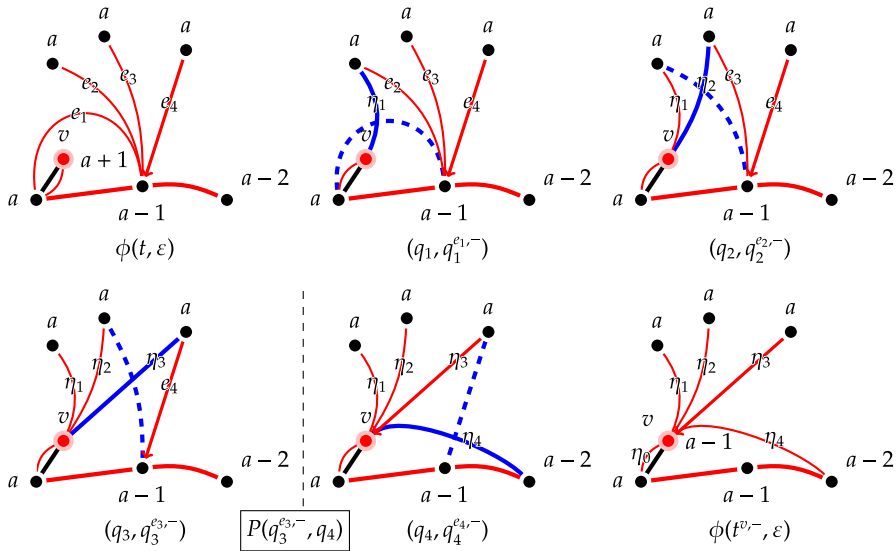 a
a
a
e₂
e₃
e₄
e₁
v
a + 1
a
a − 1
a − 2
ϕ(t, ε)
a
a
a
e₂
e₃
η₁
e₄
v
a
a − 1
a − 2
(q₁, q₁^{e₁,−})
a
a
a
η₂
e₃
η₁
e₄
v
a
a − 1
a − 2
(q₂, q₂^{e₂,−})
a
a
a
η₃
η₂
η₁
e₄
v
a
a − 1
a − 2
(q₃, q₃^{e₃,−})
P(q₃^{e₃,−}, q₄)
a
a
a
η₃
η₂
η₁
v
η₄
a
a − 1
a − 2
(q₄, q₄^{e₄,−})
a
a
a
η₃
η₂
η₁
v
a − 1
η₄
η₀
a
a − 1
a − 2
ϕ(t^{v,−}, ε)